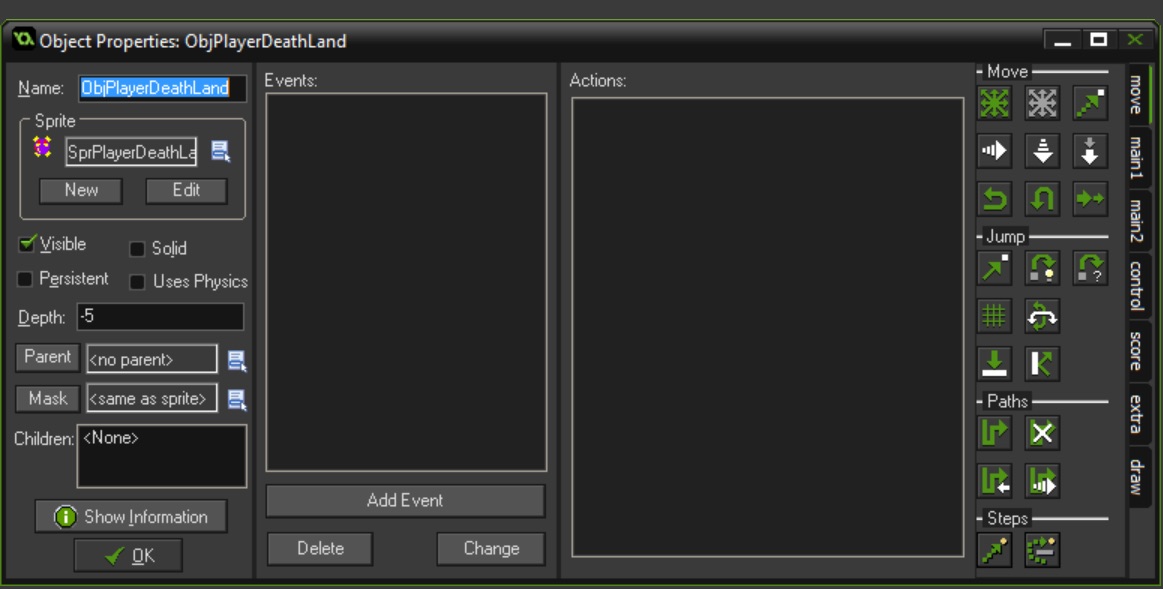 Object Properties: ObjPlayerDeathLand
Name: ObjPlayerDeathLand
Sprite
SprPlayerDeathLa
New Edit
Visible Solid
Persistent Uses Physics
Depth: -5
Parent <no parent>
Mask <same as sprite>
Children: <None>
Show Information
OK
Events:
Add Event
Delete Change
Actions:
Move
Jump
Paths
Steps
move
main1
main2
control
score
extra
draw